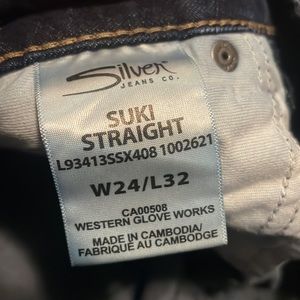 Silver
JEANS CO.
SUKI
STRAIGHT
L93413SSX408 1002621
W24/L32
CA00508
WESTERN GLOVE WORKS
MADE IN CAMBODIA/
FABRIQUÉ AU CAMBODGE